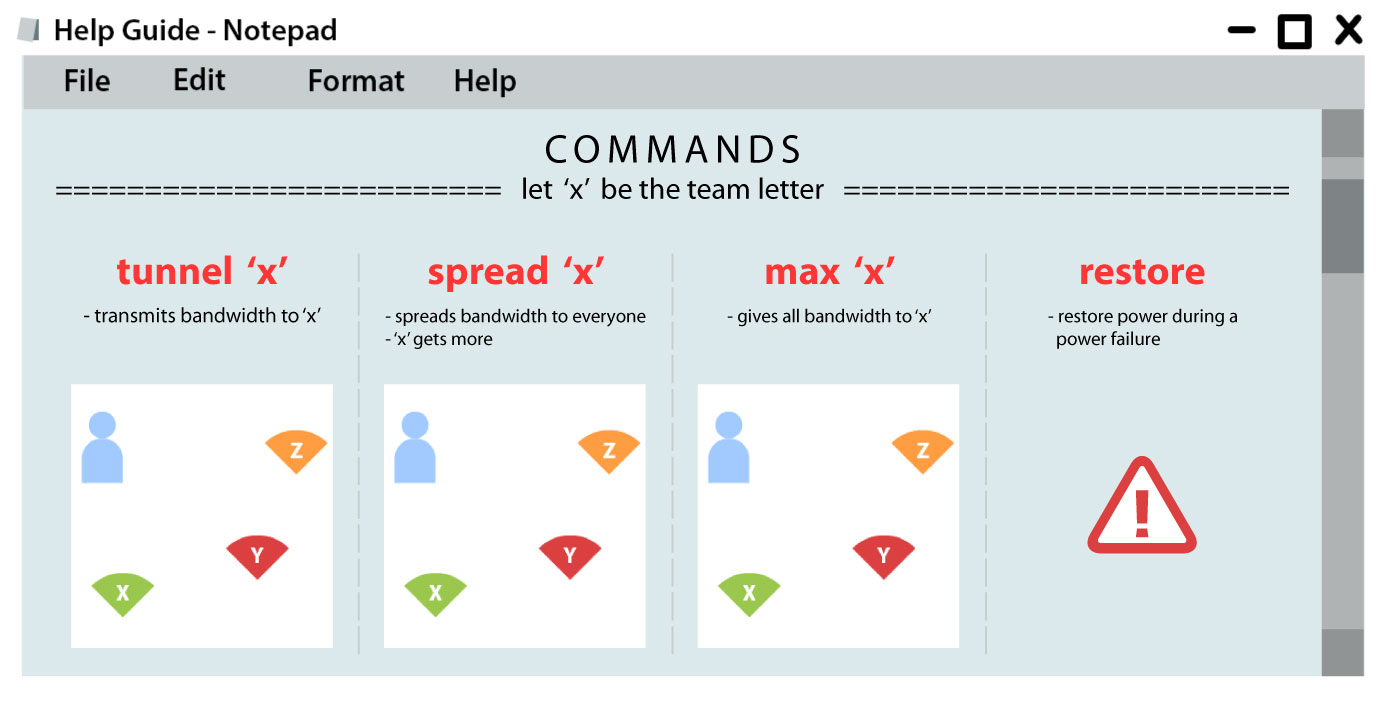 Help Guide - Notepad
File Edit Format Help
COMMANDS
========================= let ‘x’ be the team letter =========================
tunnel ‘x’
- transmits bandwidth to ‘x’
Z
Y
X
spread ‘x’
- spreads bandwidth to everyone
- ‘x’ gets more
Z
Y
X
max ‘x’
- gives all bandwidth to ‘x’
Z
Y
X
restore
- restore power during a
power failure
!